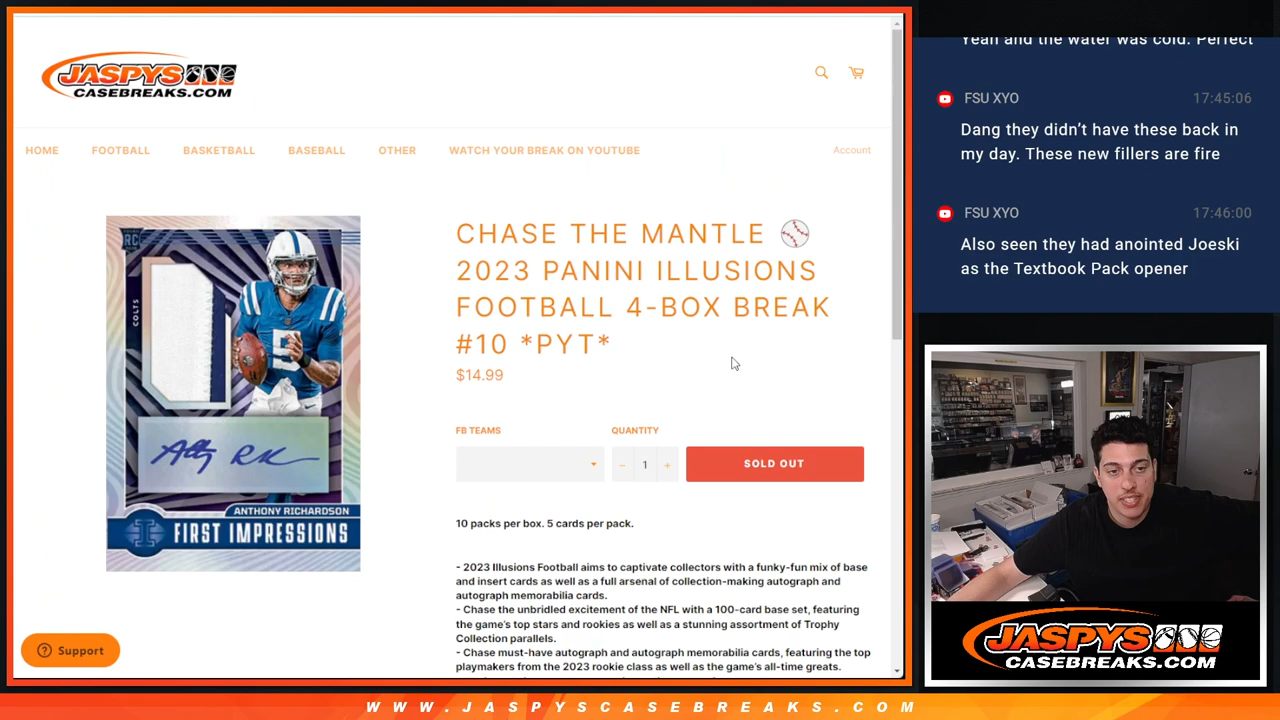 JASPYS
CASEBREAKS.COM
HOME FOOTBALL BASKETBALL BASEBALL OTHER WATCH YOUR BREAK ON YOUTUBE Account
RC
COLTS
ANTHONY RICHARDSON
FIRST IMPRESSIONS
CHASE THE MANTLE ⚾
2023 PANINI ILLUSIONS
FOOTBALL 4-BOX BREAK
#10 *PYT*
$14.99
FB TEAMS QUANTITY
− 1 + SOLD OUT
10 packs per box. 5 cards per pack.
- 2023 Illusions Football aims to captivate collectors with a funky-fun mix of base
and insert cards as well as a full arsenal of collection-making autograph and
autograph memorabilia cards.
- Chase the unbridled excitement of the NFL with a 100-card base set, featuring
the game's top stars and rookies as well as a stunning assortment of Trophy
Collection parallels.
- Chase must-have autograph and autograph memorabilia cards, featuring the top
playmakers from the 2023 rookie class as well as the game's all-time greats.
Support
Yeah and the water was cold. Perfect
FSU XYO 17:45:06
Dang they didn't have these back in
my day. These new fillers are fire
FSU XYO 17:46:00
Also seen they had anointed Joeski
as the Textbook Pack opener
JASPYS
CASEBREAKS.COM
WWW.JASPYSCASEBREAKS.COM